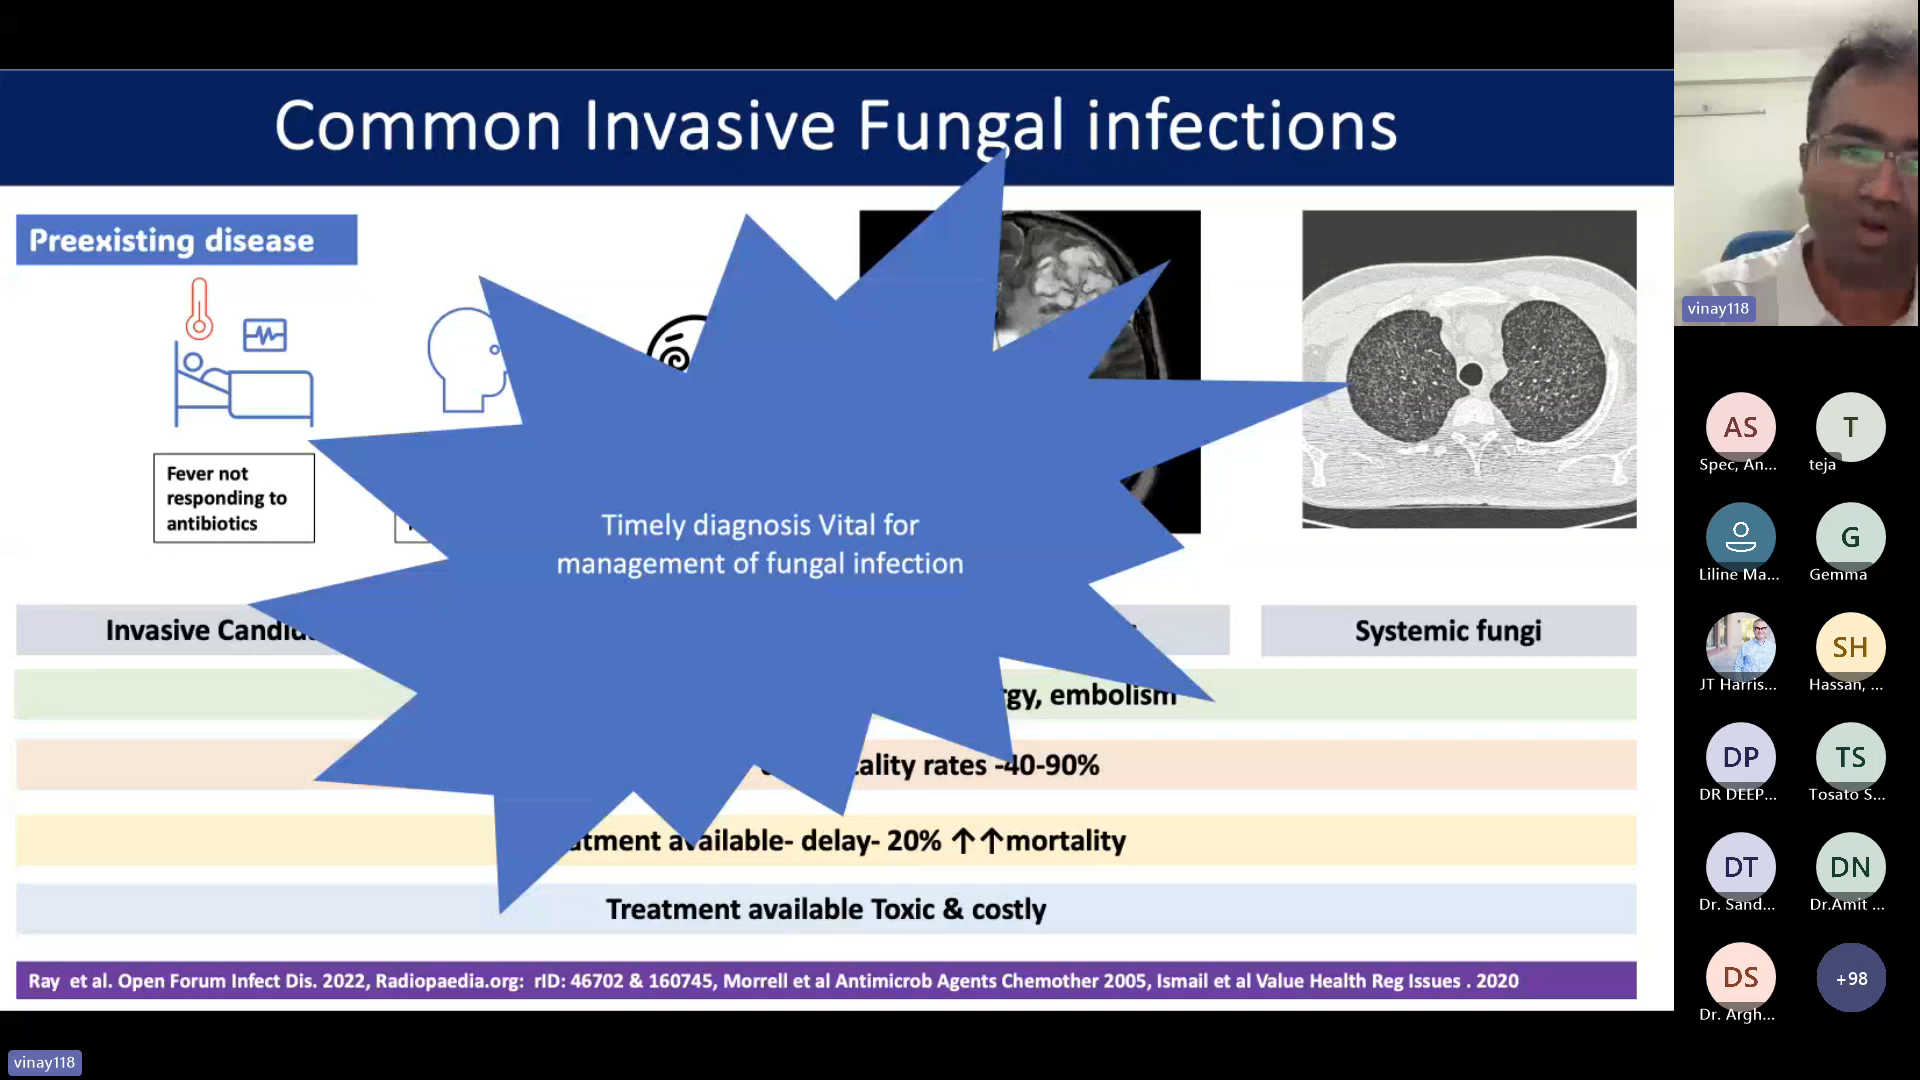 Common Invasive Fungal infections
Preexisting disease
Fever not
responding to
antibiotics
Timely diagnosis Vital for
management of fungal infection
Invasive
Systemic fungi
embolism
rates -40-90%
available- delay- 20% ↑↑mortality
Treatment available Toxic & costly
Ray et al. Open Forum Infect Dis. 2022, Radiopaedia.org: rID: 46702 & 160745, Morrell et al Antimicrob Agents Chemother 2005, Ismail et al Value Health Reg Issues . 2020
vinay118
AS
Spec, An...
T
teja
Liline Ma...
G
Gemma
JT Harris...
SH
Hassan, ...
DP
DR DEEP...
TS
Tosato S...
DT
Dr. Sand...
DN
Dr.Amit ...
DS
Dr. Argh...
+98
vinay118